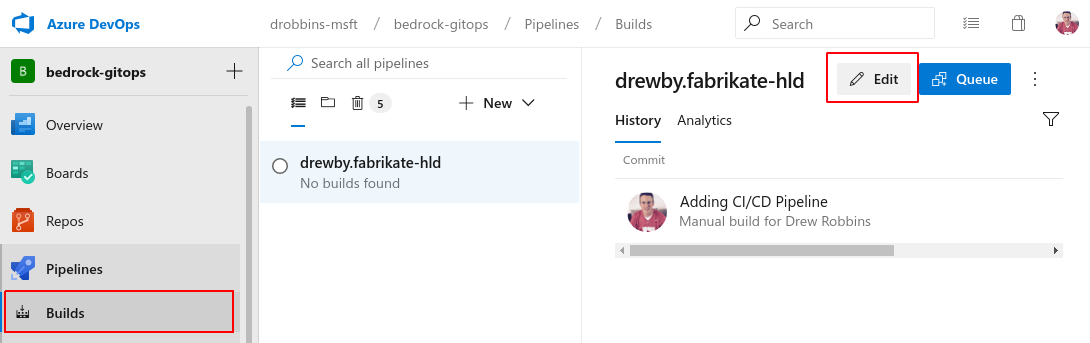 Azure DevOps
drobbins-msft / bedrock-gitops / Pipelines / Builds
Search
B bedrock-gitops
Overview
Boards
Repos
Pipelines
Builds
Search all pipelines
5
New
drewby.fabrikate-hld
No builds found
drewby.fabrikate-hld
Edit
Queue
History Analytics
Commit
Adding CI/CD Pipeline
Manual build for Drew Robbins